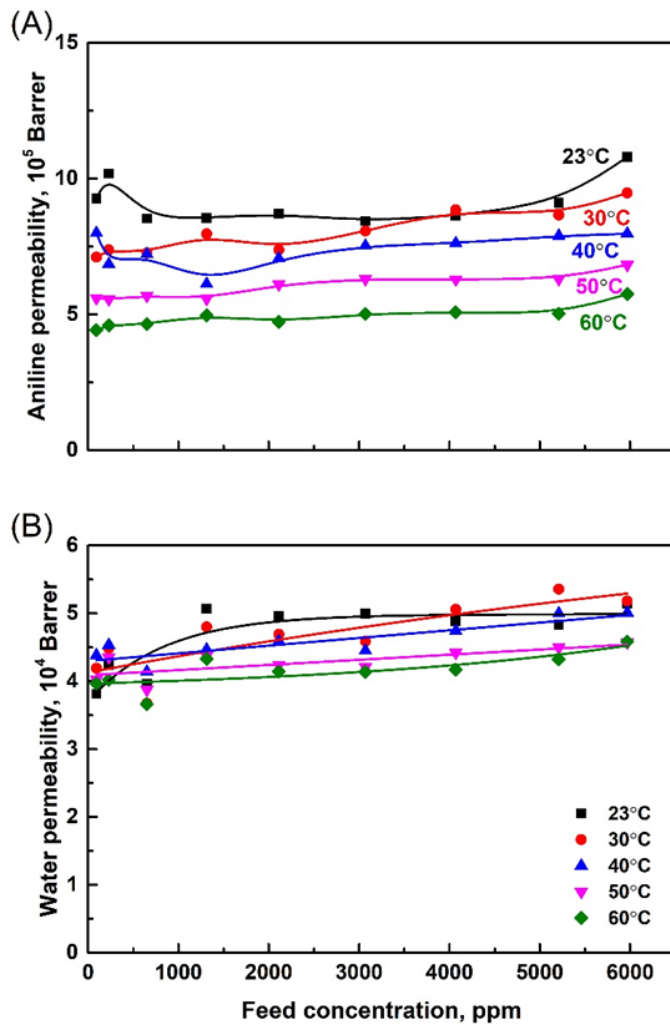 (A)
15
10
5
0
Aniline permeability, 10⁵ Barrer
23°C
30°C
40°C
50°C
60°C
(B)
6
5
4
3
2
1
0
Water permeability, 10⁴ Barrer
23°C
30°C
40°C
50°C
60°C
0 1000 2000 3000 4000 5000 6000
Feed concentration, ppm